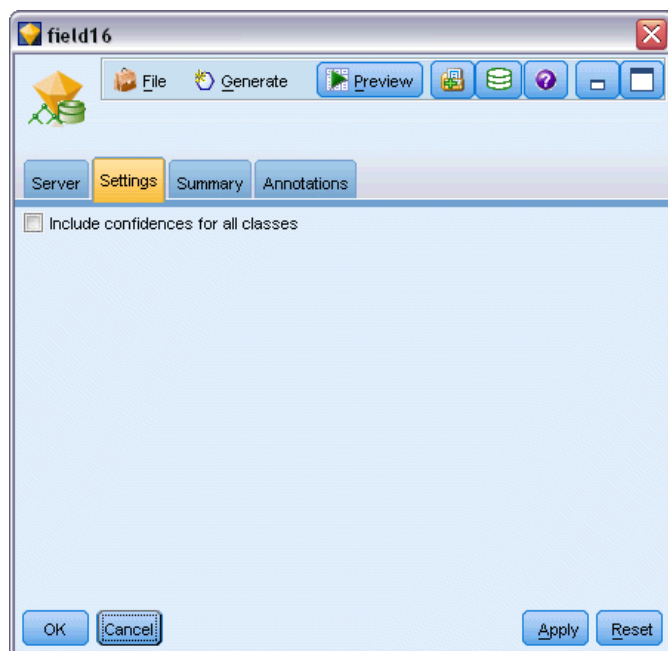 field16
File Generate Preview
Server Settings Summary Annotations
Include confidences for all classes
OK Cancel Apply Reset